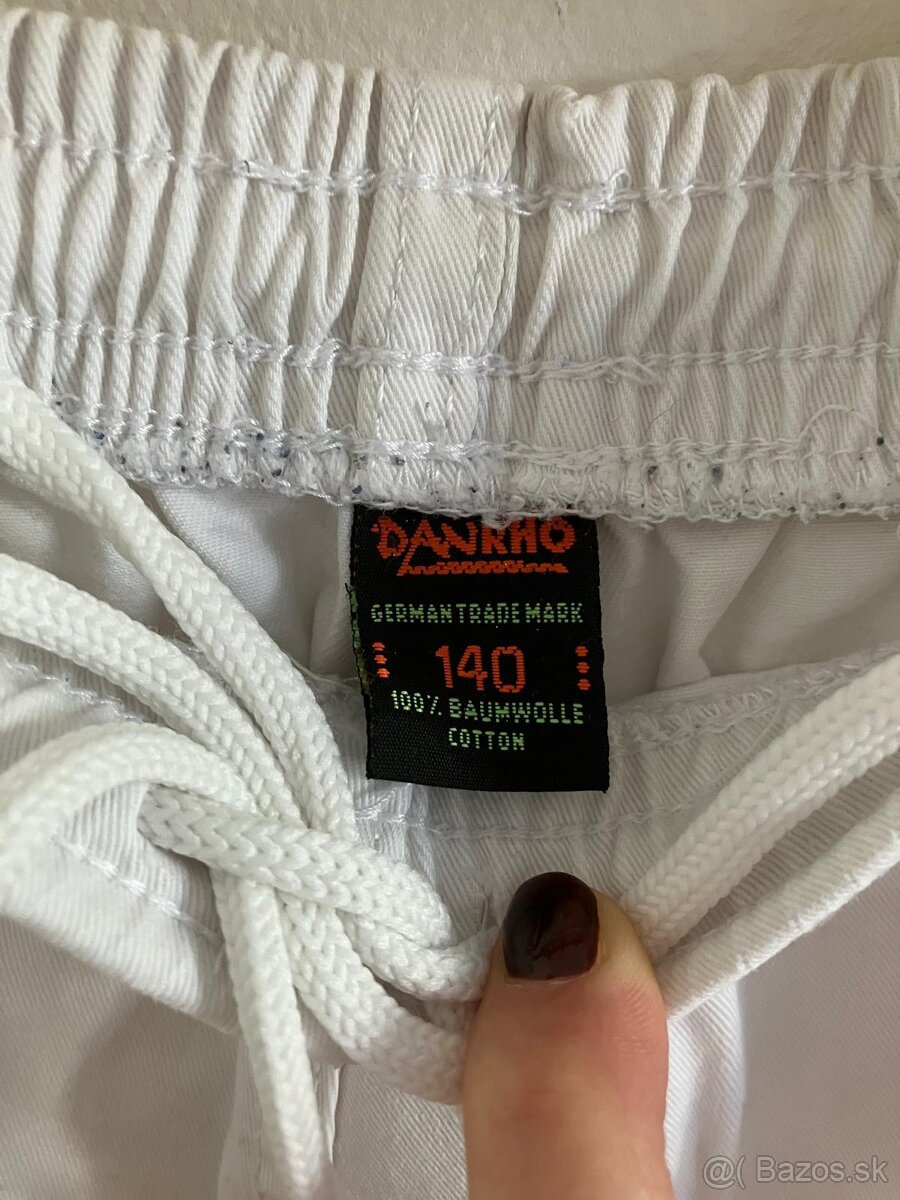 DANRHO
GERMAN TRADE MARK
140
100% BAUMWOLLE
COTTON
@( Bazos.sk